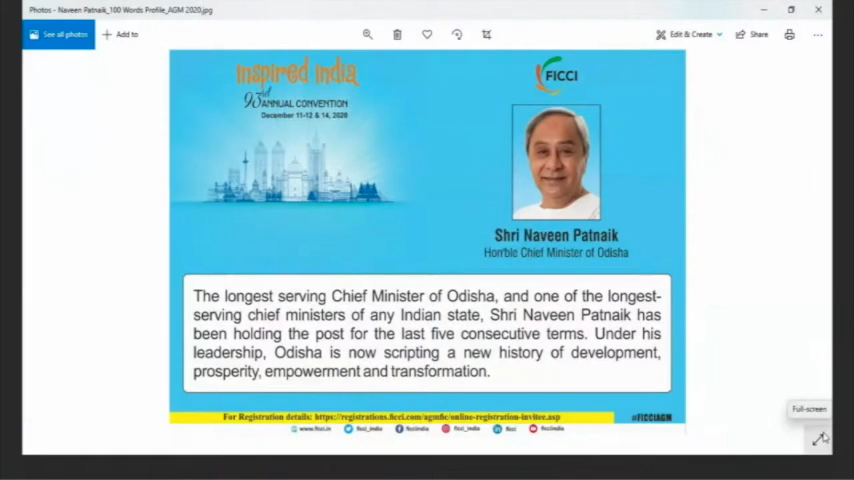 Photos - Naveen Patnaik_100 Words Profile_AGM 2020.jpg
See all photos
Add to
Edit & Create
Share
Inspired India
93rd ANNUAL CONVENTION
December 11-12 & 14, 2020
FICCI
Shri Naveen Patnaik
Hon'ble Chief Minister of Odisha
The longest serving Chief Minister of Odisha, and one of the longest-
serving chief ministers of any Indian state, Shri Naveen Patnaik has
been holding the post for the last five consecutive terms. Under his
leadership, Odisha is now scripting a new history of development,
prosperity, empowerment and transformation.
Full-screen
For Registration details: https://registrations.ficci.com/agmfic/online-registration-invitee.asp
#FICCIAGM
www.ficci.in
ficci_india
ficciindia
ficci_india
ficci
ficciindia